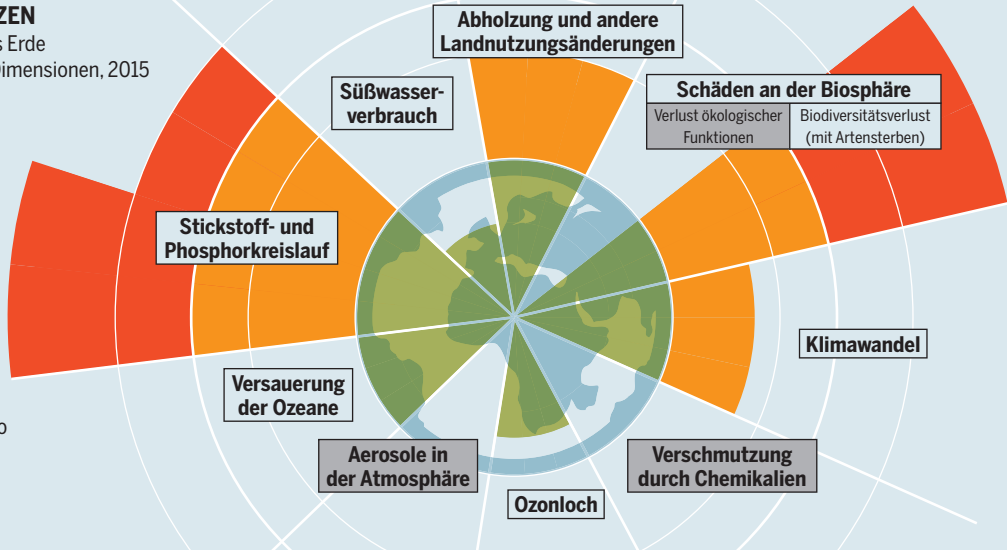 ZEN
s Erde
Dimensionen, 2015
Abholzung und andere
Landnutzungsänderungen
Süßwasser-
verbrauch
Schäden an der Biosphäre
Verlust ökologischer
Funktionen
Biodiversitätsverlust
(mit Artensterben)
Stickstoff- und
Phosphorkreislauf
Klimawandel
Versauerung
der Ozeane
Aerosole in
der Atmosphäre
Verschmutzung
durch Chemikalien
Ozonloch